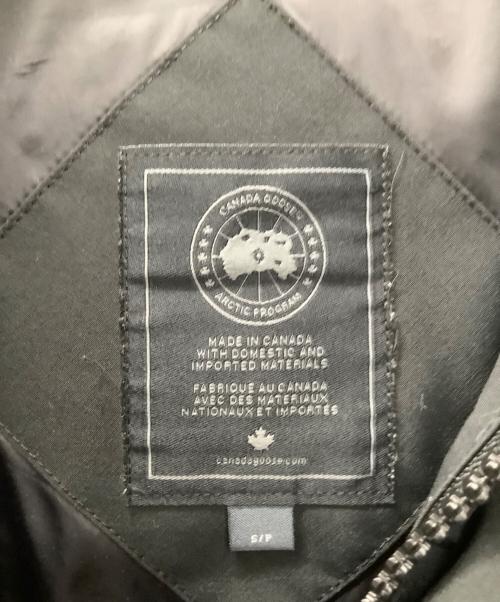 CANADA GOOSE
ARCTIC PROGRAM
MADE IN CANADA
WITH DOMESTIC AND
IMPORTED MATERIALS
FABRIQUE AU CANADA
AVEC DES MATERIAUX
NATIONAUX ET IMPORTES
canadagoose.com
S/P